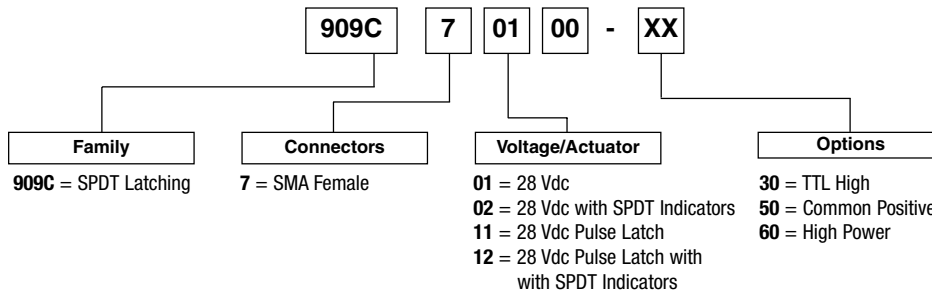 909C 7 01 00 - XX
Family
909C = SPDT Latching
Connectors
7 = SMA Female
Voltage/Actuator
01 = 28 Vdc
02 = 28 Vdc with SPDT Indicators
11 = 28 Vdc Pulse Latch
12 = 28 Vdc Pulse Latch with
with SPDT Indicators
Options
30 = TTL High
50 = Common Positive
60 = High Power